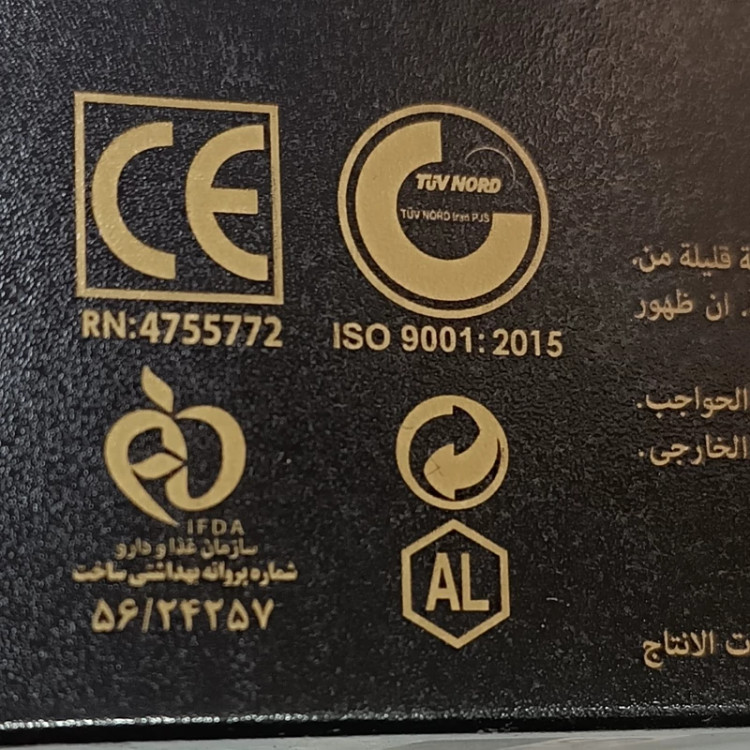 CE
RN:4755772
TÜV NORD
TÜV NORD Iran PJS
ISO 9001:2015
IFDA
سازمان غذا و دارو
شماره پروانه بهداشتی ساخت
۵۶/۲۴۲۵۷
AL
ة قليلة من.
. ان ظهور
الحواجب.
الخارجی.
ت الانتاج